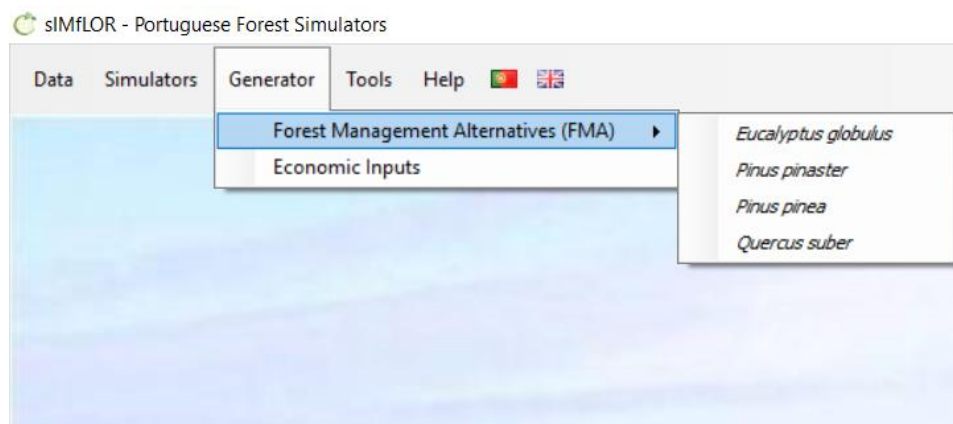 sIMfLOR - Portuguese Forest Simulators
Data Simulators Generator Tools Help
Forest Management Alternatives (FMA)
Economic Inputs
Eucalyptus globulus
Pinus pinaster
Pinus pinea
Quercus suber